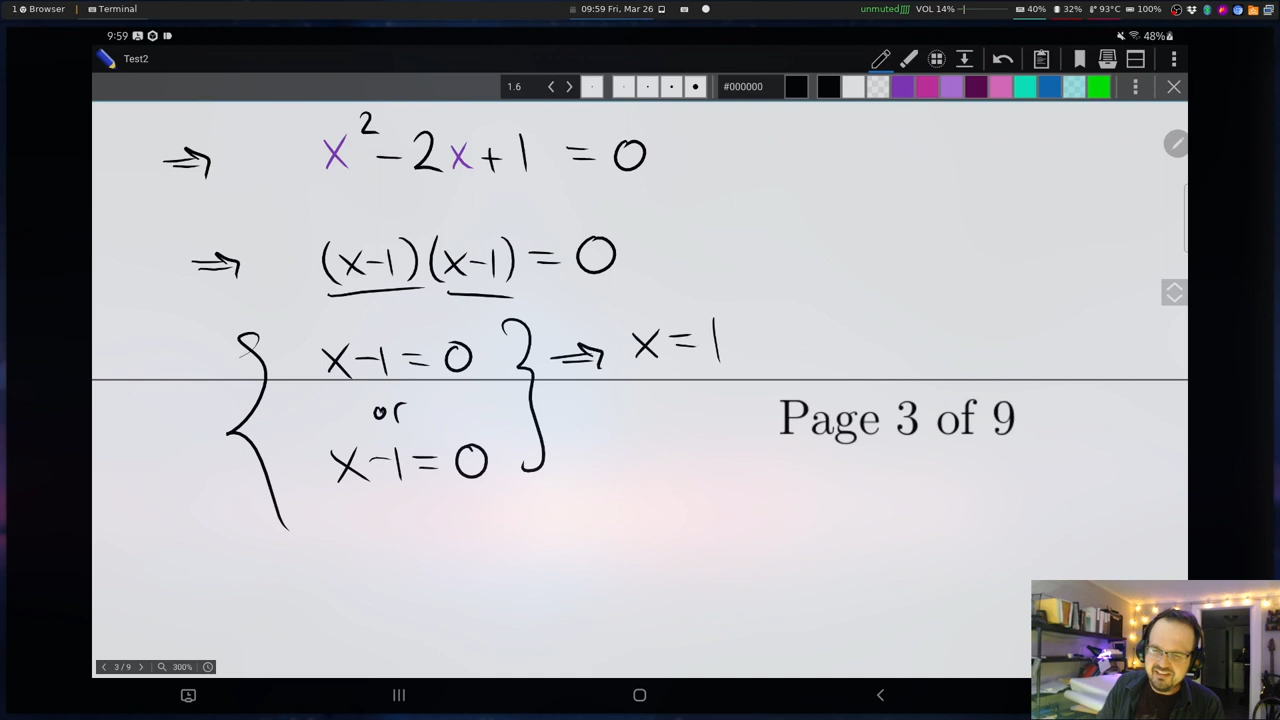 1 Browser Terminal 09:59 Fri, Mar 26 unmuted VOL 14% 40% 32% 93°C 100%
9:59 48%
Test2
1.6 #000000
⇒ x² − 2x + 1 = 0
⇒ (x−1)(x−1) = 0
{ x−1 = 0 } ⇒ x = 1
or
x−1 = 0
Page 3 of 9
3 / 9 300%